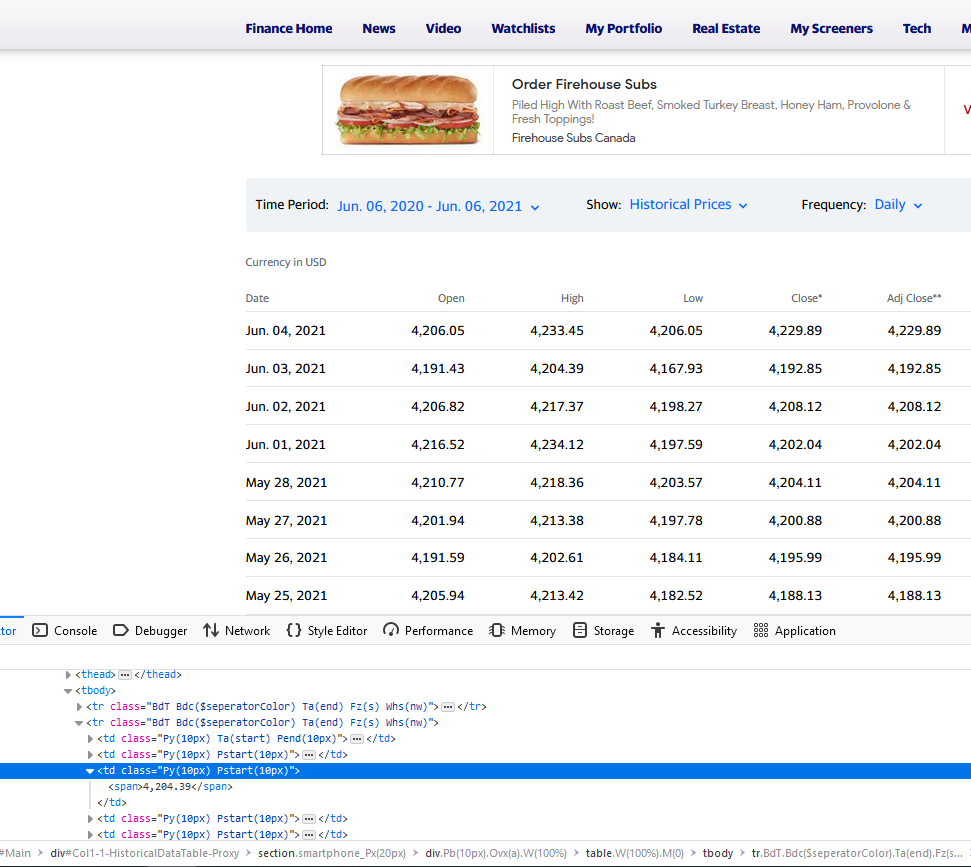 Finance Home News Video Watchlists My Portfolio Real Estate My Screeners Tech M
Order Firehouse Subs
Piled High With Roast Beef, Smoked Turkey Breast, Honey Ham, Provolone &
Fresh Toppings!
Firehouse Subs Canada
V
Time Period: Jun. 06, 2020 - Jun. 06, 2021 Show: Historical Prices Frequency: Daily
Currency in USD
Date Open High Low Close* Adj Close**
Jun. 04, 2021 4,206.05 4,233.45 4,206.05 4,229.89 4,229.89
Jun. 03, 2021 4,191.43 4,204.39 4,167.93 4,192.85 4,192.85
Jun. 02, 2021 4,206.82 4,217.37 4,198.27 4,208.12 4,208.12
Jun. 01, 2021 4,216.52 4,234.12 4,197.59 4,202.04 4,202.04
May 28, 2021 4,210.77 4,218.36 4,203.57 4,204.11 4,204.11
May 27, 2021 4,201.94 4,213.38 4,197.78 4,200.88 4,200.88
May 26, 2021 4,191.59 4,202.61 4,184.11 4,195.99 4,195.99
May 25, 2021 4,205.94 4,213.42 4,182.52 4,188.13 4,188.13
tor Console Debugger Network {} Style Editor Performance Memory Storage Accessibility Application
<thead>…</thead>
<tbody>
<tr class="BdT Bdc($seperatorColor) Ta(end) Fz(s) Whs(nw)">…</tr>
<tr class="BdT Bdc($seperatorColor) Ta(end) Fz(s) Whs(nw)">
<td class="Py(10px) Ta(start) Pend(10px)">…</td>
<td class="Py(10px) Pstart(10px)">…</td>
<td class="Py(10px) Pstart(10px)">
<span>4,204.39</span>
</td>
<td class="Py(10px) Pstart(10px)">…</td>
<td class="Py(10px) Pstart(10px)">…</td>
#Main > div#Col1-1-HistoricalDataTable-Proxy > section.smartphone_Px(20px) > div.Pb(10px).Ovx(a).W(100%) > table.W(100%).M(0) > tbody > tr.BdT.Bdc($seperatorColor).Ta(end).Fz(s…